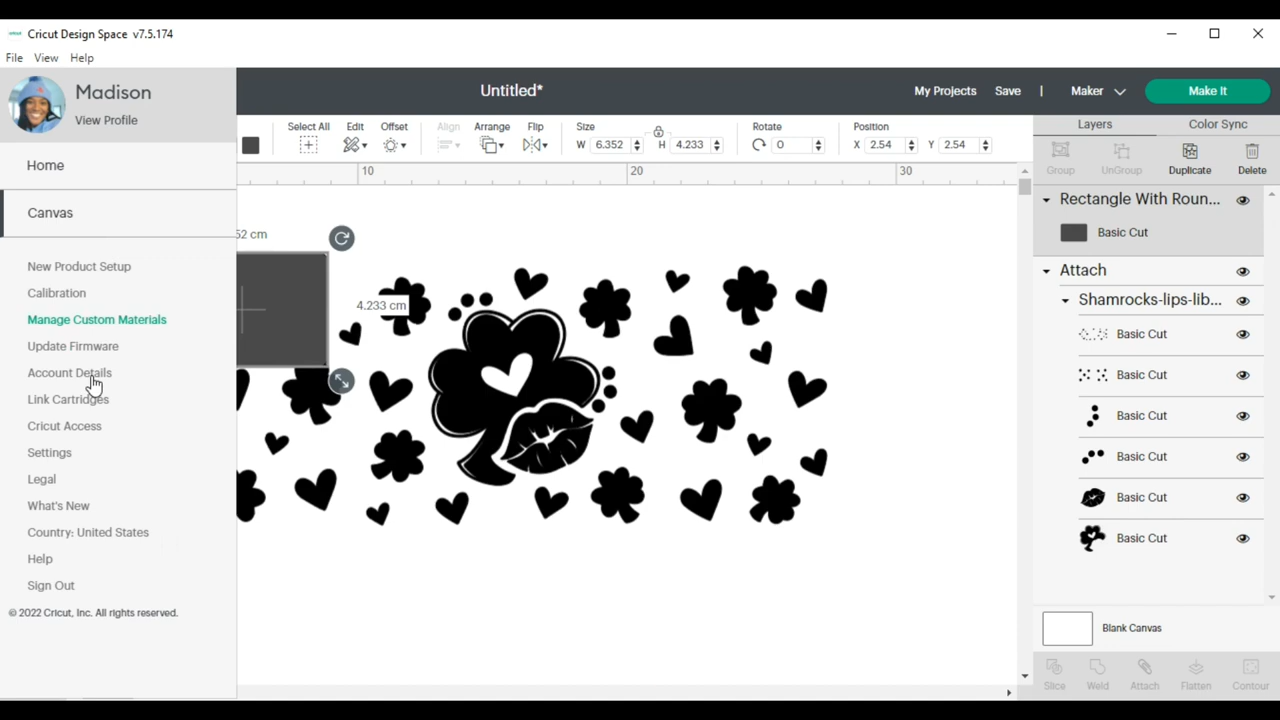 cricut Cricut Design Space v7.5.174
File View Help
Madison
View Profile
Untitled*
My Projects Save | Maker Make It
Home
Canvas
New Product Setup
Calibration
Manage Custom Materials
Update Firmware
Account Details
Link Cartridges
Cricut Access
Settings
Legal
What's New
Country: United States
Help
Sign Out
© 2022 Cricut, Inc. All rights reserved.
Select All Edit Offset Align Arrange Flip Size Rotate Position
W 6.352 H 4.233 0 X 2.54 Y 2.54
10 20 30
52 cm
4.233 cm
Layers Color Sync
Group UnGroup Duplicate Delete
Rectangle With Roun...
Basic Cut
Attach
Shamrocks-lips-lib...
Basic Cut
Basic Cut
Basic Cut
Basic Cut
Basic Cut
Basic Cut
Blank Canvas
Slice Weld Attach Flatten Contour